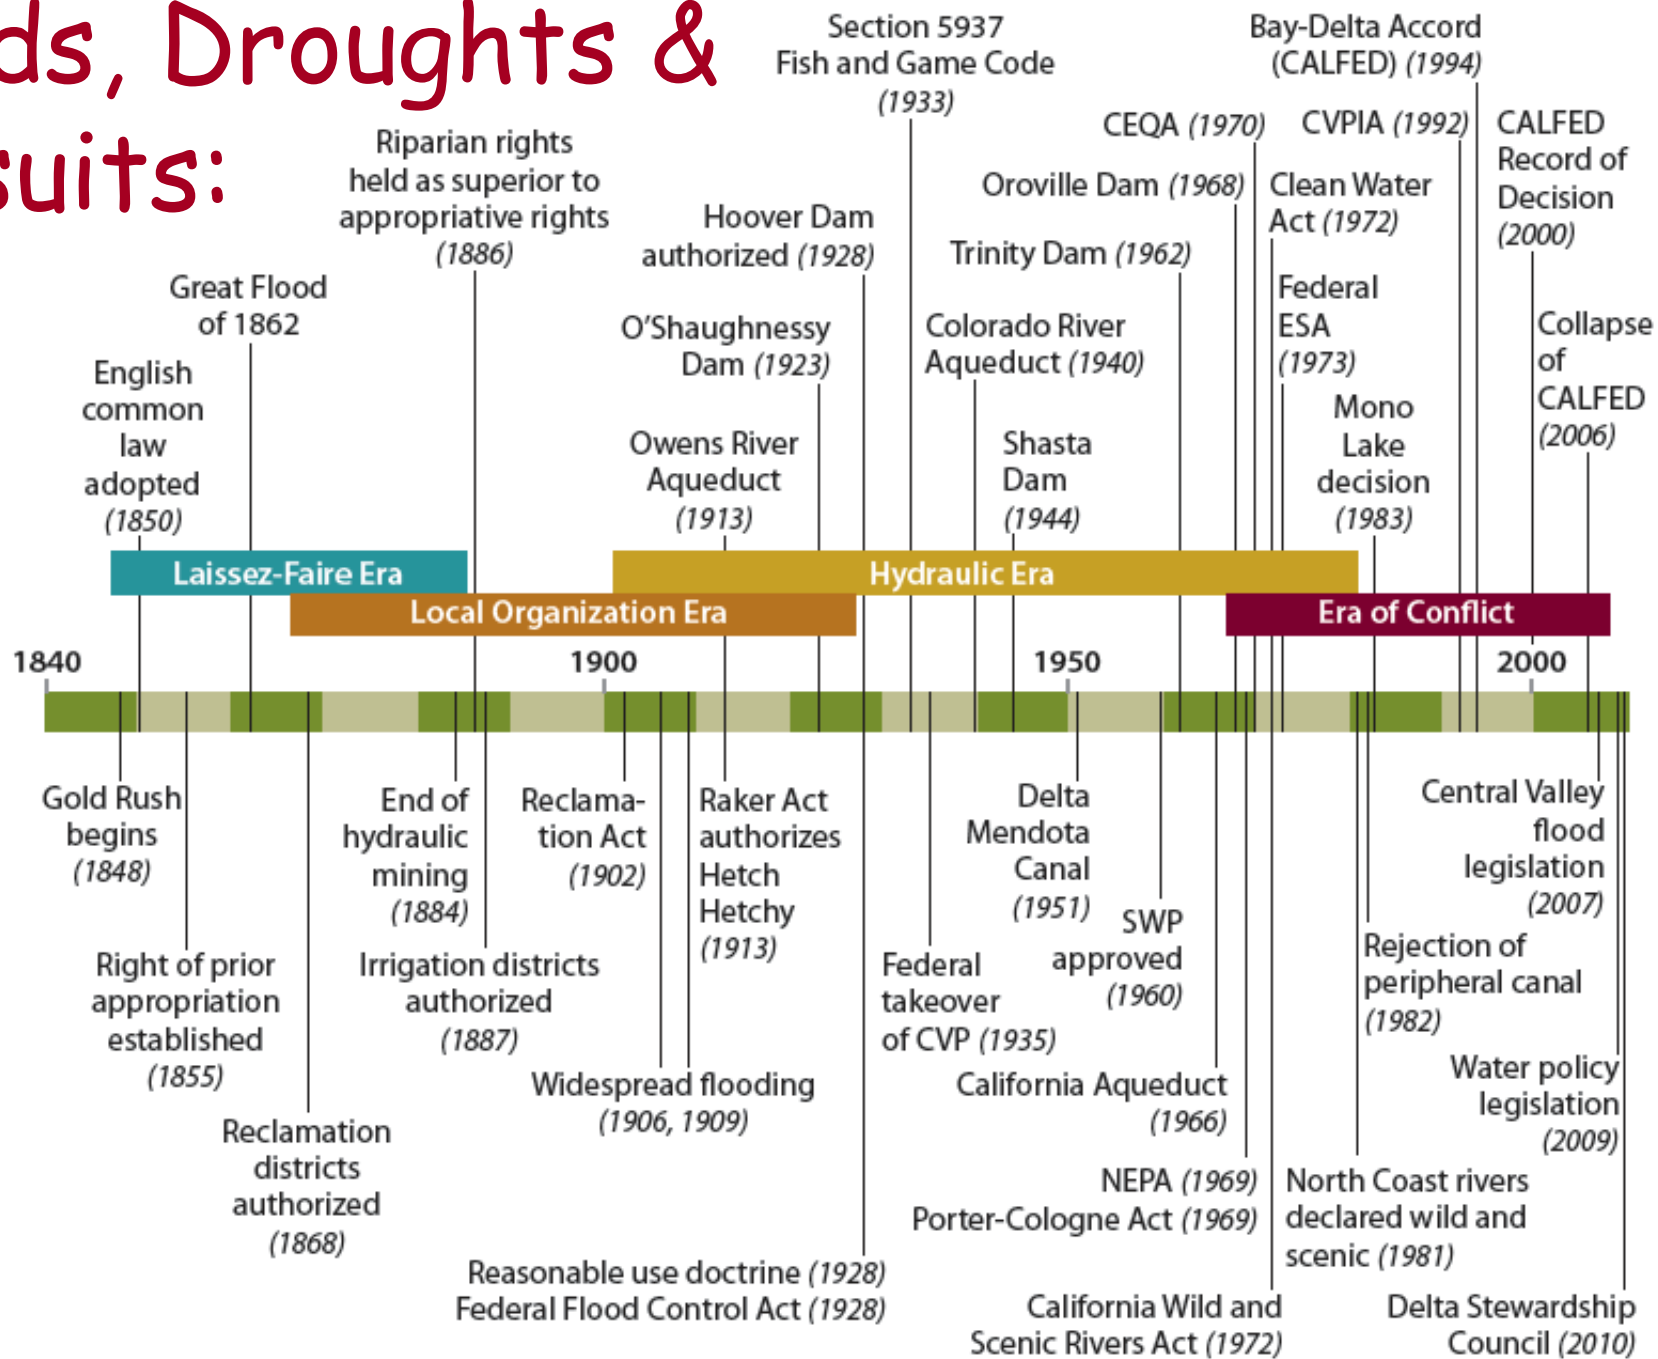 ds, Droughts &
suits:
Section 5937
Fish and Game Code
(1933)
Bay-Delta Accord
(CALFED) (1994)
CEQA (1970)
CVPIA (1992)
CALFED
Record of
Decision
(2000)
Riparian rights
held as superior to
appropriative rights
(1886)
Oroville Dam (1968)
Clean Water
Act (1972)
Hoover Dam
authorized (1928)
Trinity Dam (1962)
Great Flood
of 1862
Federal
ESA
(1973)
O'Shaughnessy
Dam (1923)
Colorado River
Aqueduct (1940)
Collapse
of
CALFED
(2006)
English
common
law
adopted
(1850)
Mono
Lake
decision
(1983)
Owens River
Aqueduct
(1913)
Shasta
Dam
(1944)
Laissez-Faire Era
Hydraulic Era
Local Organization Era
Era of Conflict
1840
1900
1950
2000
Gold Rush
begins
(1848)
End of
hydraulic
mining
(1884)
Reclama-
tion Act
(1902)
Raker Act
authorizes
Hetch
Hetchy
(1913)
Delta
Mendota
Canal
(1951)
Central Valley
flood
legislation
(2007)
SWP
approved
(1960)
Rejection of
peripheral canal
(1982)
Right of prior
appropriation
established
(1855)
Irrigation districts
authorized
(1887)
Federal
takeover
of CVP (1935)
Widespread flooding
(1906, 1909)
California Aqueduct
(1966)
Water policy
legislation
(2009)
Reclamation
districts
authorized
(1868)
NEPA (1969)
Porter-Cologne Act (1969)
North Coast rivers
declared wild and
scenic (1981)
Reasonable use doctrine (1928)
Federal Flood Control Act (1928)
California Wild and
Scenic Rivers Act (1972)
Delta Stewardship
Council (2010)